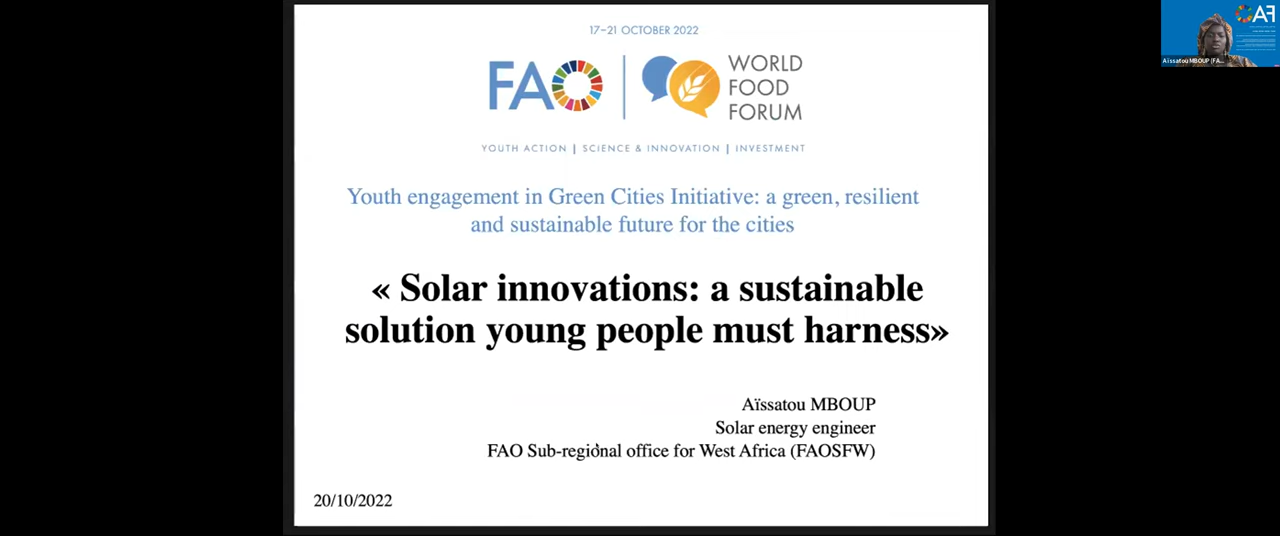 17–21 OCTOBER 2022
FAO
WORLD
FOOD
FORUM
YOUTH ACTION | SCIENCE & INNOVATION | INVESTMENT
Youth engagement in Green Cities Initiative: a green, resilient
and sustainable future for the cities
« Solar innovations: a sustainable
solution young people must harness»
Aïssatou MBOUP
Solar energy engineer
FAO Sub-regional office for West Africa (FAOSFW)
20/10/2022
FAO
Aïssatou MBOUP (FA...